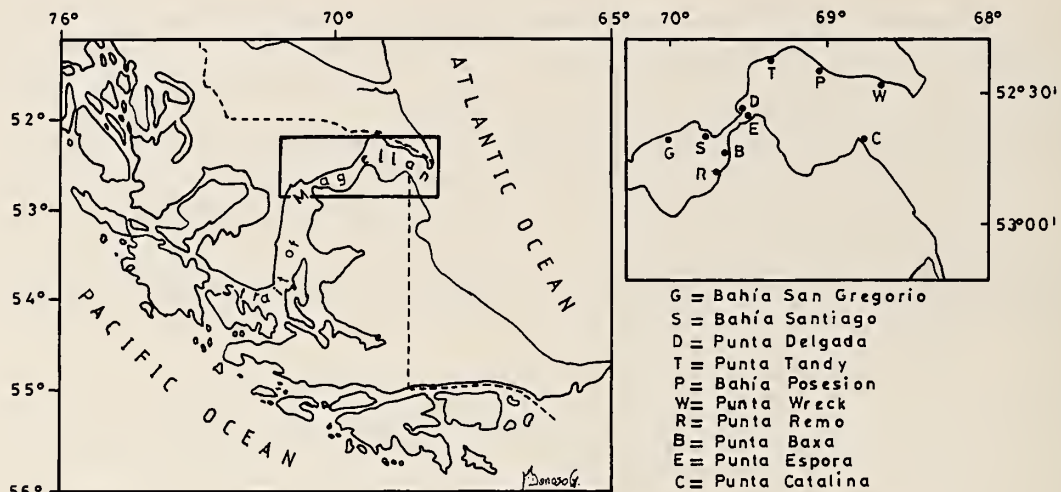 76° 70° 65° 70° 69° 68°
52°
53°
54°
55°
56°
ATLANTIC OCEAN
PACIFIC OCEAN
Strait of Magellan
52°30'
53°00'
T
P
W
D
E
C
G
S
B
R
G = Bahía San Gregorio
S = Bahía Santiago
D = Punta Delgada
T = Punta Tandy
P = Bahía Posesion
W = Punta Wreck
R = Punta Remo
B = Punta Baxa
E = Punta Espora
C = Punta Catalina